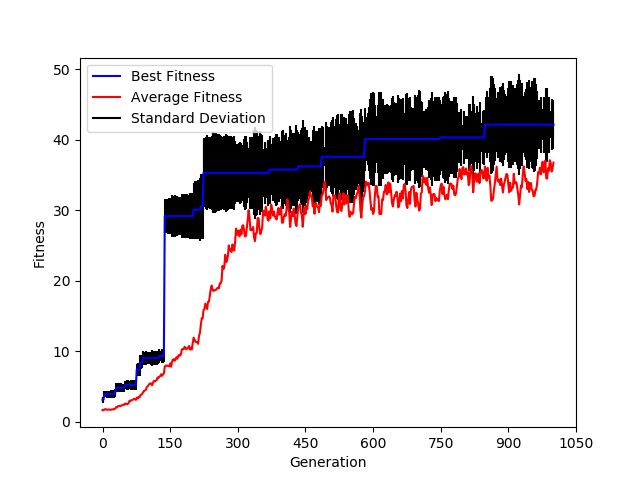 50
40
30
20
10
0
Fitness
Best Fitness
Average Fitness
Standard Deviation
0 150 300 450 600 750 900 1050
Generation